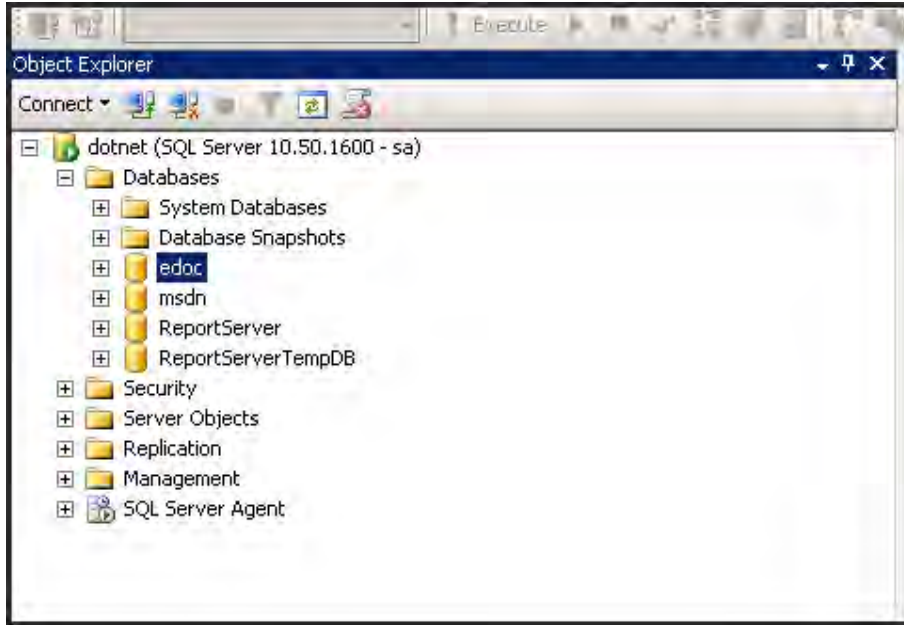 Execute
Object Explorer
Connect
dotnet (SQL Server 10.50.1600 - sa)
Databases
System Databases
Database Snapshots
edoc
msdn
ReportServer
ReportServerTempDB
Security
Server Objects
Replication
Management
SQL Server Agent